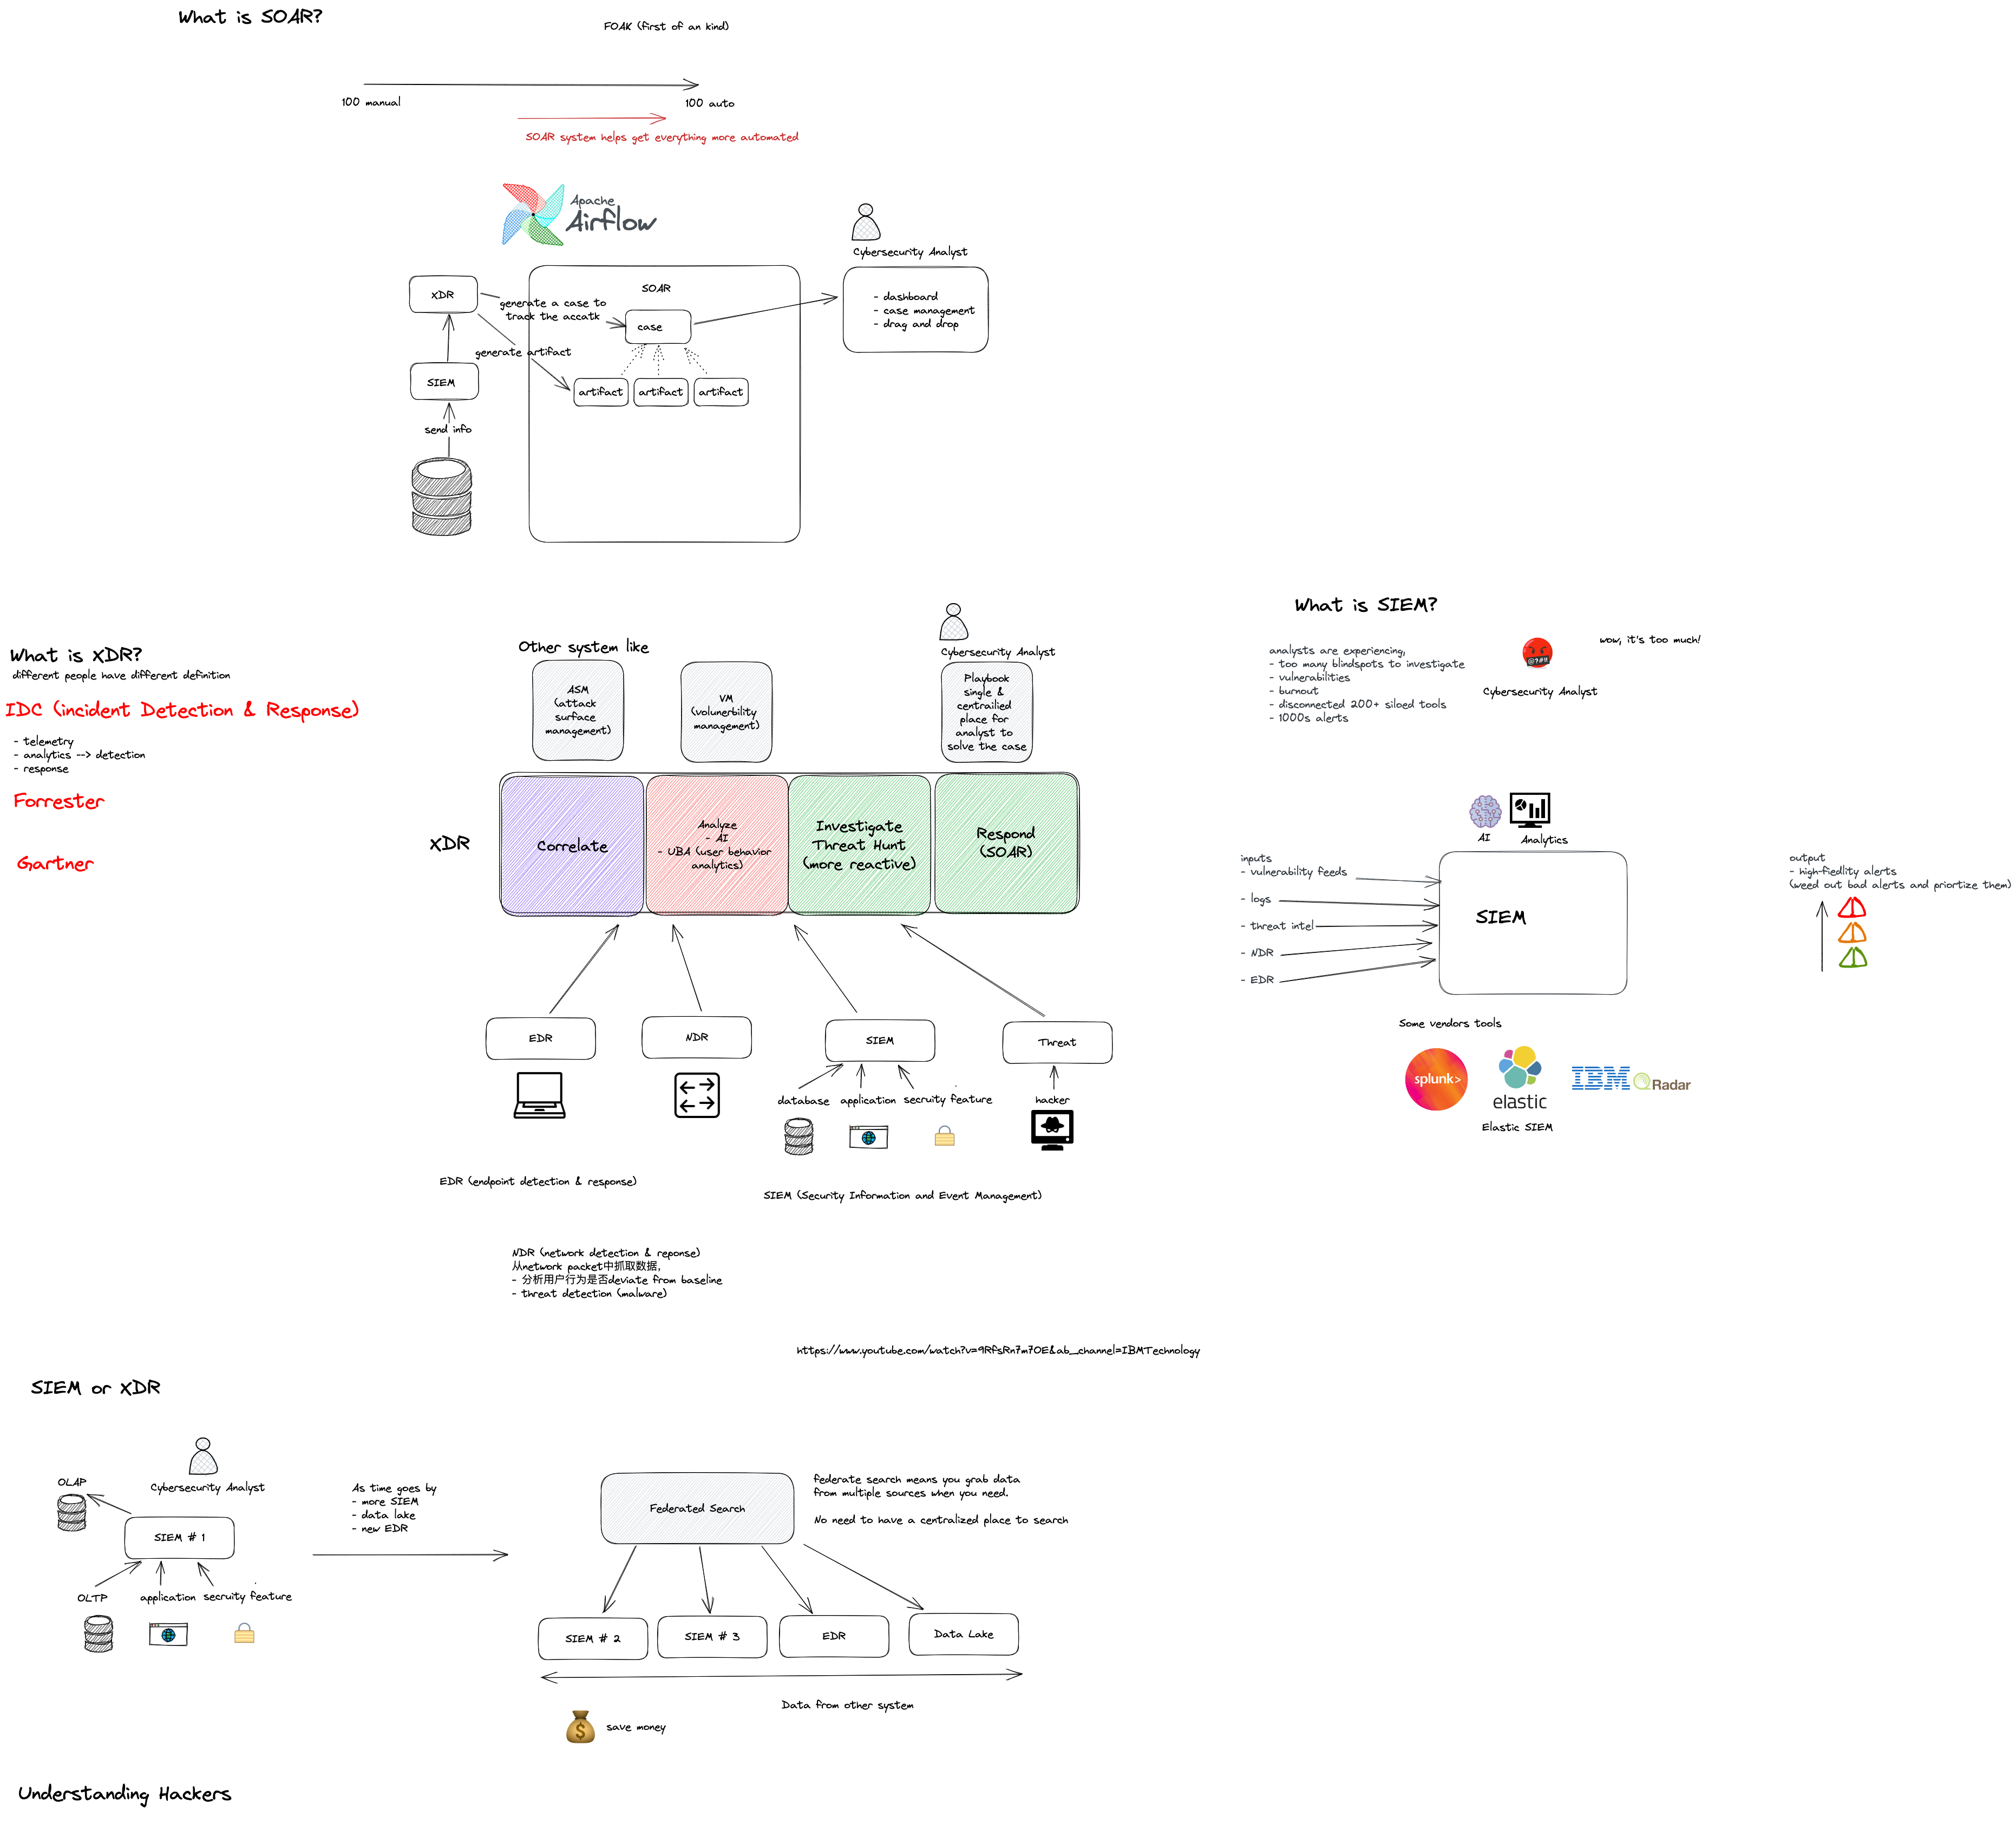 What is SOAR?
FOAK (first of an kind)
100 manual
100 auto
SOAR system helps get everything more automated
Apache
Airflow
Cybersecurity Analyst
XDR
SOAR
generate a case to
track the accatk
case
- dashboard
- case management
- drag and drop
generate artifact
SIEM
artifact
artifact
artifact
send info
What is XDR?
different people have different definition
IDC (incident Detection & Response)
- telemetry
- analytics --> detection
- response
Forrester
Gartner
Other system like
Cybersecurity Analyst
ASM
(attack
surface
management)
VM
(volunerbility
management)
Playbook
single &
centrailied
place for
analyst to
solve the case
XDR
Correlate
Analyze
- AI
- UBA (user behavior
analytics)
Investigate
Threat Hunt
(more reactive)
Respond
(SOAR)
EDR
NDR
SIEM
Threat
database
application
secruity feature
hacker
EDR (endpoint detection & response)
SIEM (Security Information and Event Management)
NDR (network detection & reponse)
从network packet中抓取数据，
- 分析用户行为是否deviate from baseline
- threat detection (malware)
https://www.youtube.com/watch?v=9RfsRn7m7OE&ab_channel=IBMTechnology
What is SIEM?
analysts are experiencing,
- too many blindspots to investigate
- vulnerabilities
- burnout
- disconnected 200+ siloed tools
- 1000s alerts
@?#!!
wow, it's too much!
Cybersecurity Analyst
AI
Analytics
inputs
- vulnerability feeds
- logs
- threat intel
- NDR
- EDR
SIEM
output
- high-fiedlity alerts
(weed out bad alerts and priortize them)
Some vendors tools
splunk>
elastic
Elastic SIEM
IBM
QRadar
SIEM or XDR
OLAP
Cybersecurity Analyst
SIEM # 1
OLTP
application
secruity feature
As time goes by
- more SIEM
- data lake
- new EDR
Federated Search
federate search means you grab data
from multiple sources when you need.
No need to have a centralized place to search
SIEM # 2
SIEM # 3
EDR
Data Lake
Data from other system
$
save money
Understanding Hackers